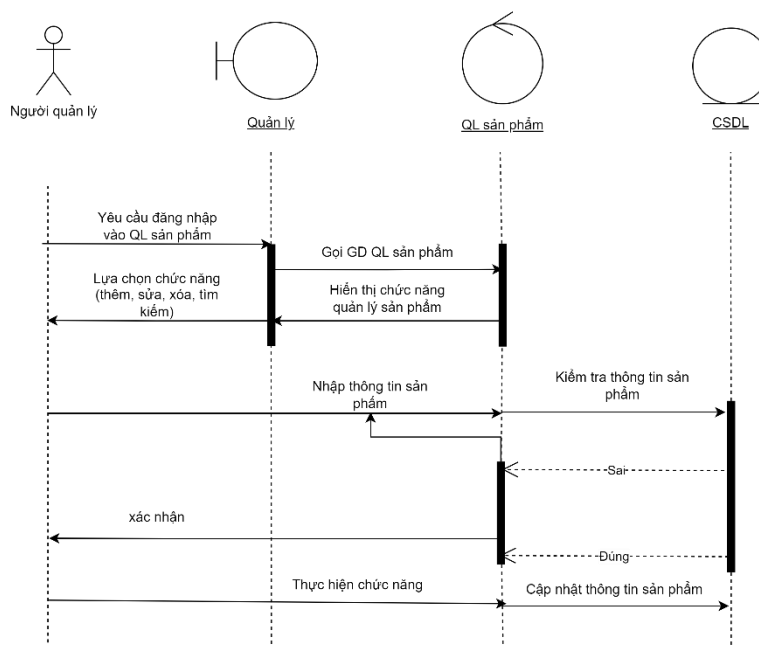 Người quản lý
Quản lý
QL sản phẩm
CSDL
Yêu cầu đăng nhập
vào QL sản phẩm
Gọi GD QL sản phẩm
Lựa chọn chức năng
(thêm, sửa, xóa, tìm
kiếm)
Hiển thị chức năng
quản lý sản phẩm
Nhập thông tin sản
phẩm
Kiểm tra thông tin sản
phẩm
Sai
xác nhận
Đúng
Thực hiện chức năng
Cập nhật thông tin sản phẩm